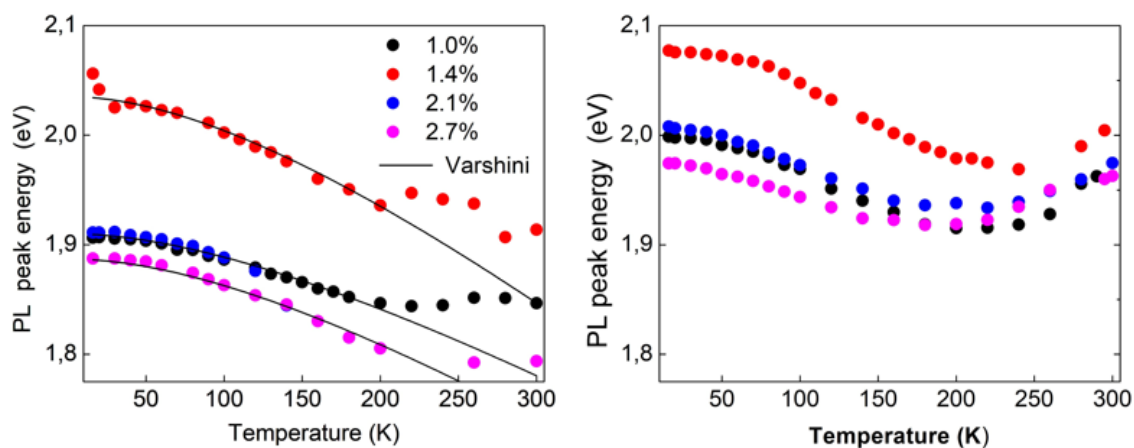 2,1
2,0
1,9
1,8
PL peak energy (eV)
1.0%
1.4%
2.1%
2.7%
Varshini
50 100 150 200 250 300
Temperature (K)
2,1
2,0
1,9
1,8
PL peak energy (eV)
50 100 150 200 250 300
Temperature (K)